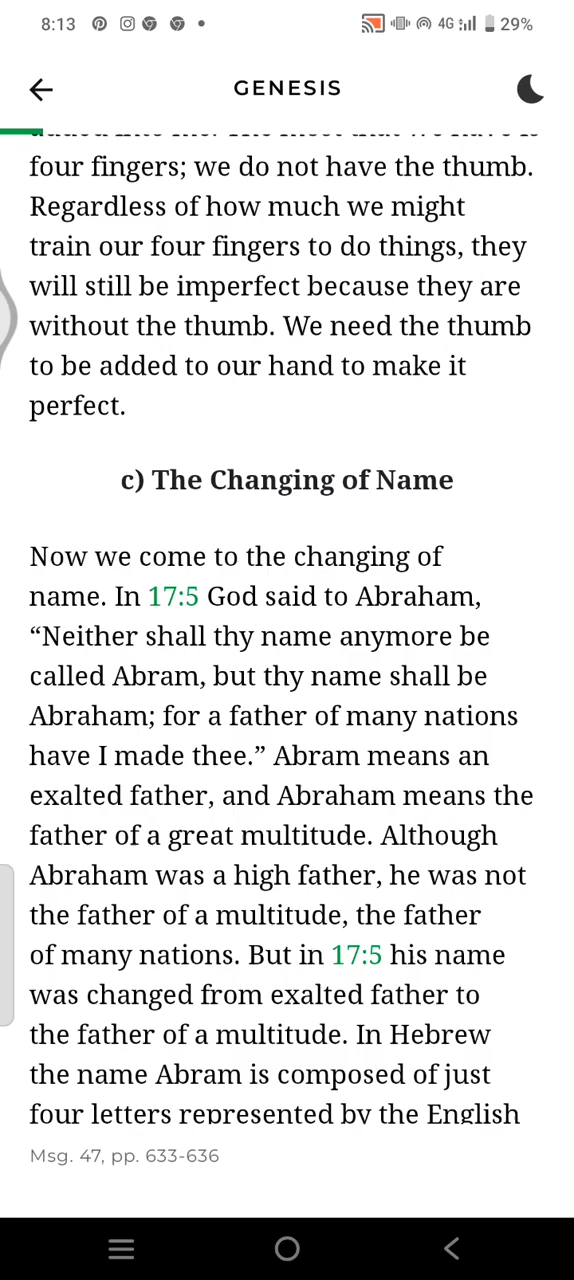 8:13
4G
29%
GENESIS
four fingers; we do not have the thumb.
Regardless of how much we might
train our four fingers to do things, they
will still be imperfect because they are
without the thumb. We need the thumb
to be added to our hand to make it
perfect.
c) The Changing of Name
Now we come to the changing of
name. In 17:5 God said to Abraham,
“Neither shall thy name anymore be
called Abram, but thy name shall be
Abraham; for a father of many nations
have I made thee.” Abram means an
exalted father, and Abraham means the
father of a great multitude. Although
Abraham was a high father, he was not
the father of a multitude, the father
of many nations. But in 17:5 his name
was changed from exalted father to
the father of a multitude. In Hebrew
the name Abram is composed of just
four letters represented by the English
Msg. 47, pp. 633-636